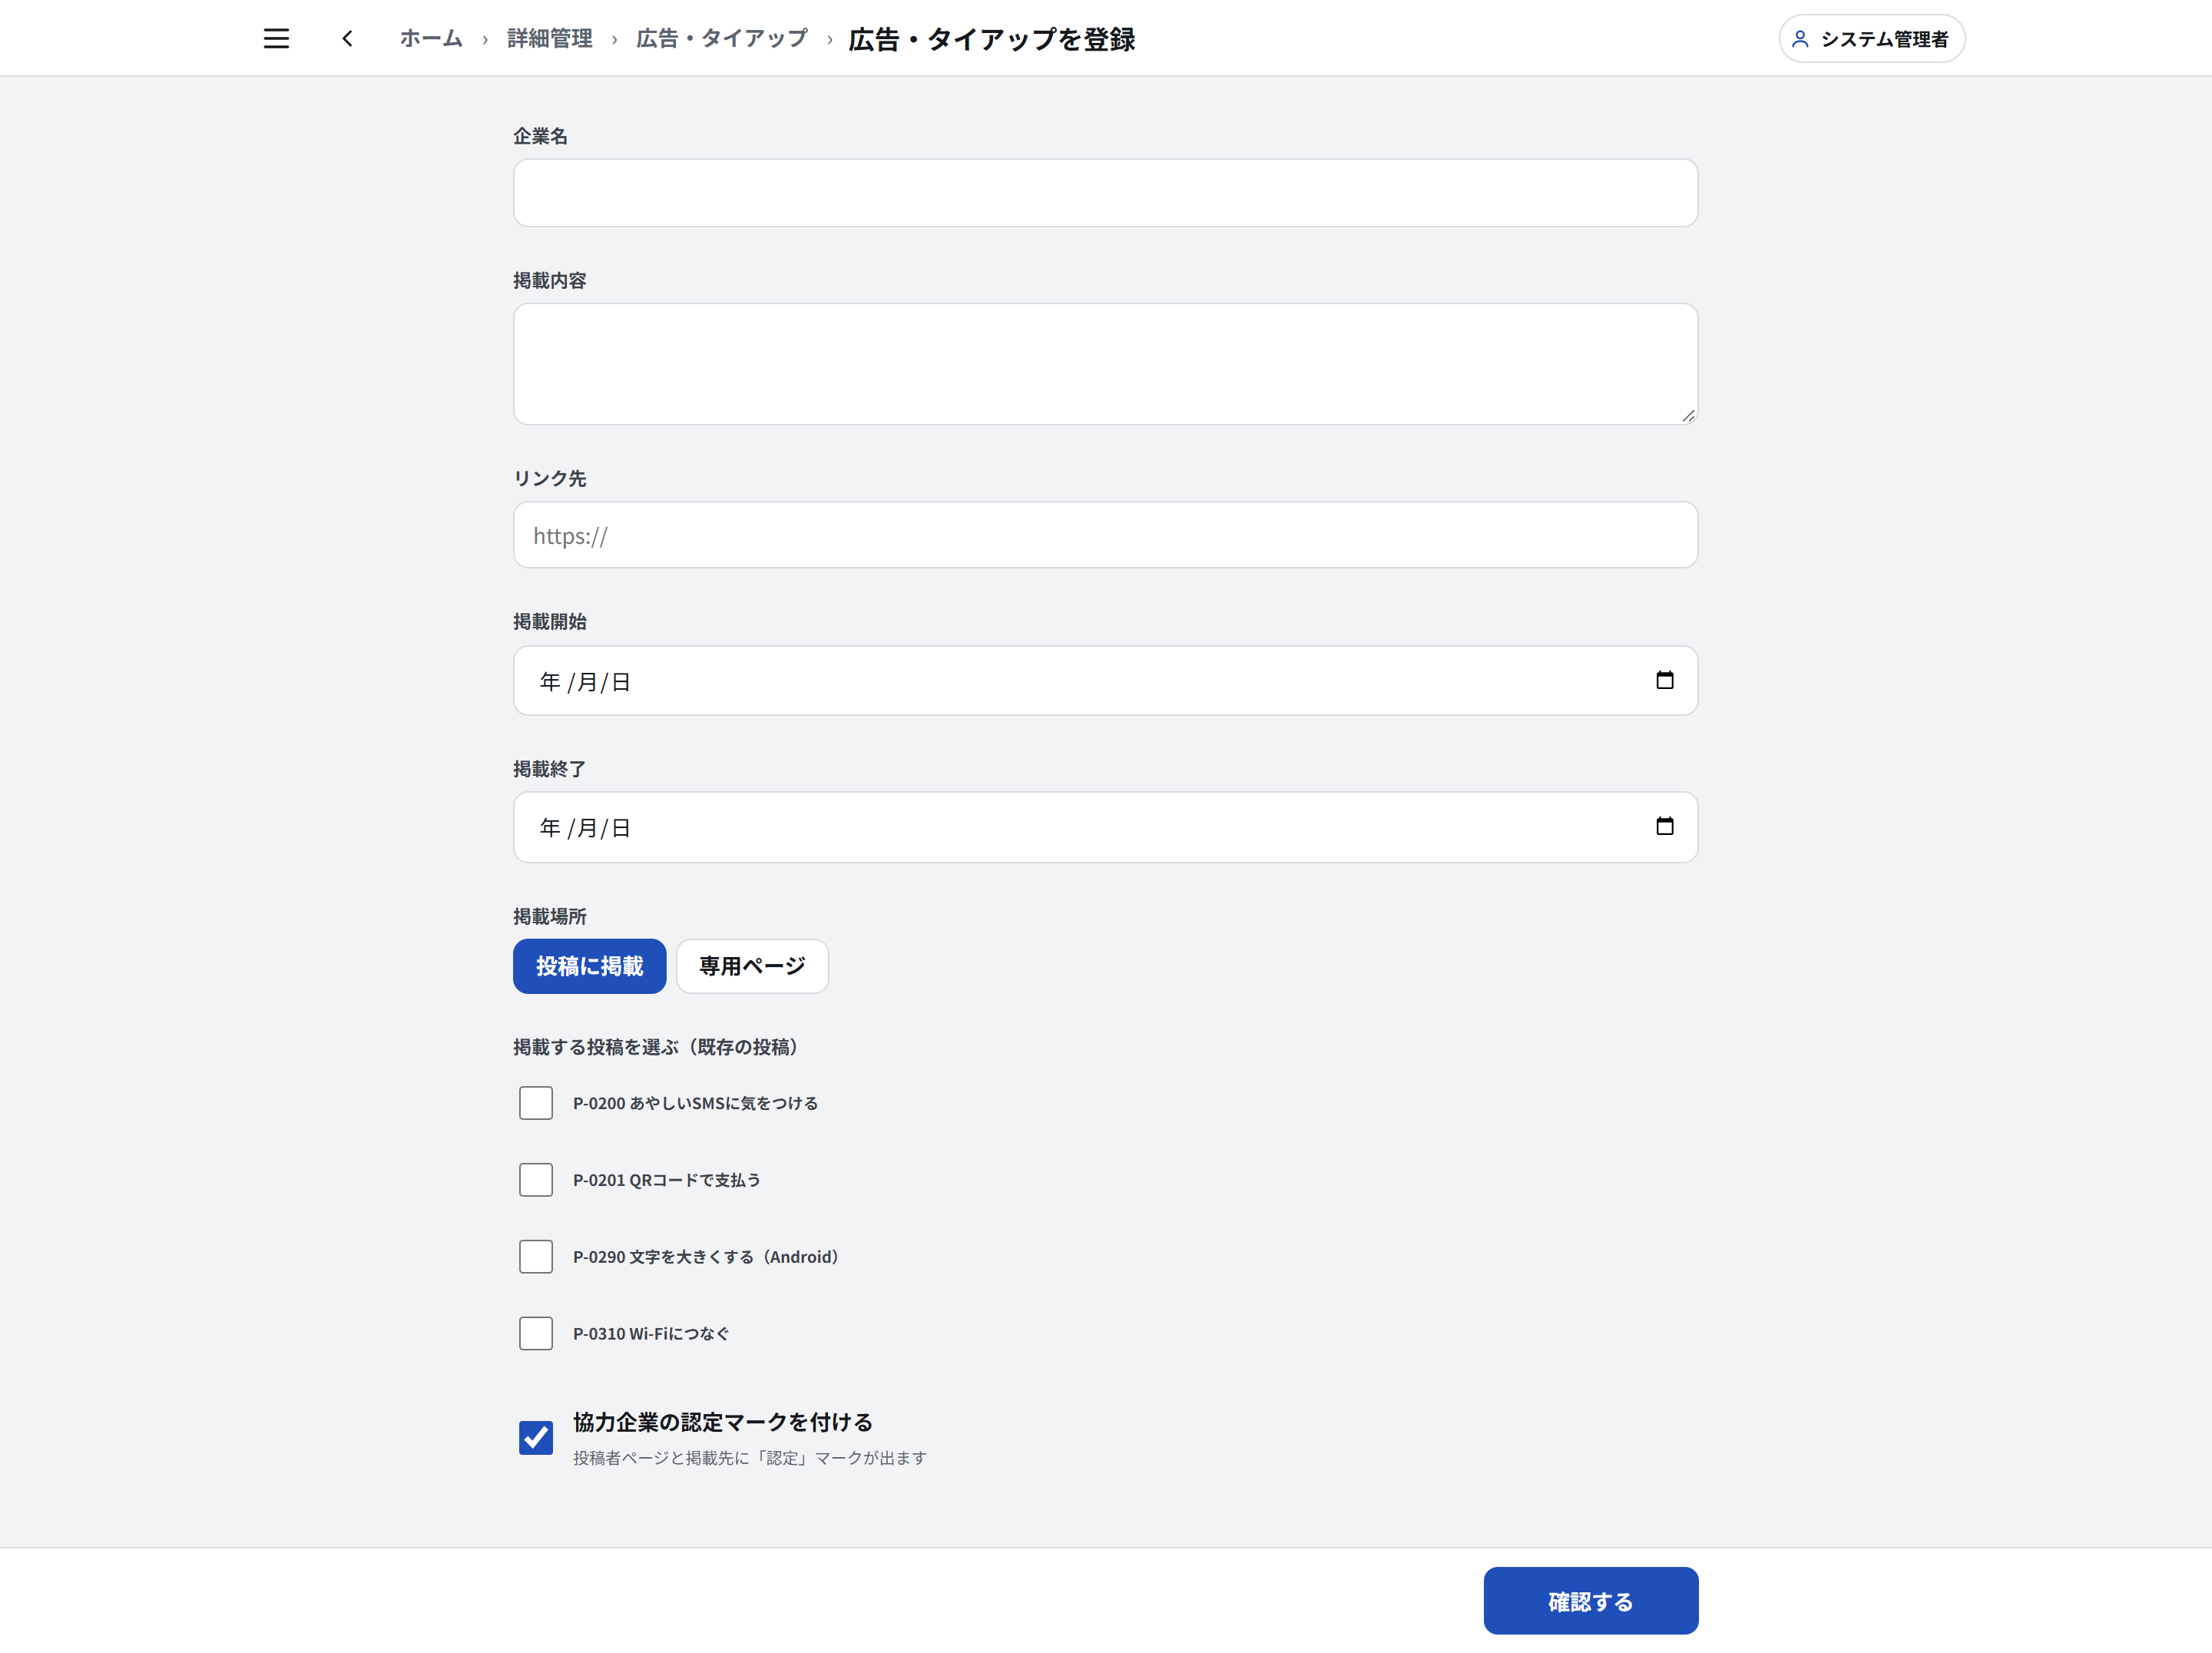 ホーム › 詳細管理 › 広告・タイアップ › 広告・タイアップを登録
システム管理者
企業名
掲載内容
リンク先
https://
掲載開始
年 /月/日
掲載終了
年 /月/日
掲載場所
投稿に掲載
専用ページ
掲載する投稿を選ぶ（既存の投稿）
P-0200 あやしいSMSに気をつける
P-0201 QRコードで支払う
P-0290 文字を大きくする（Android）
P-0310 Wi-Fiにつなぐ
協力企業の認定マークを付ける
投稿者ページと掲載先に「認定」マークが出ます
確認する